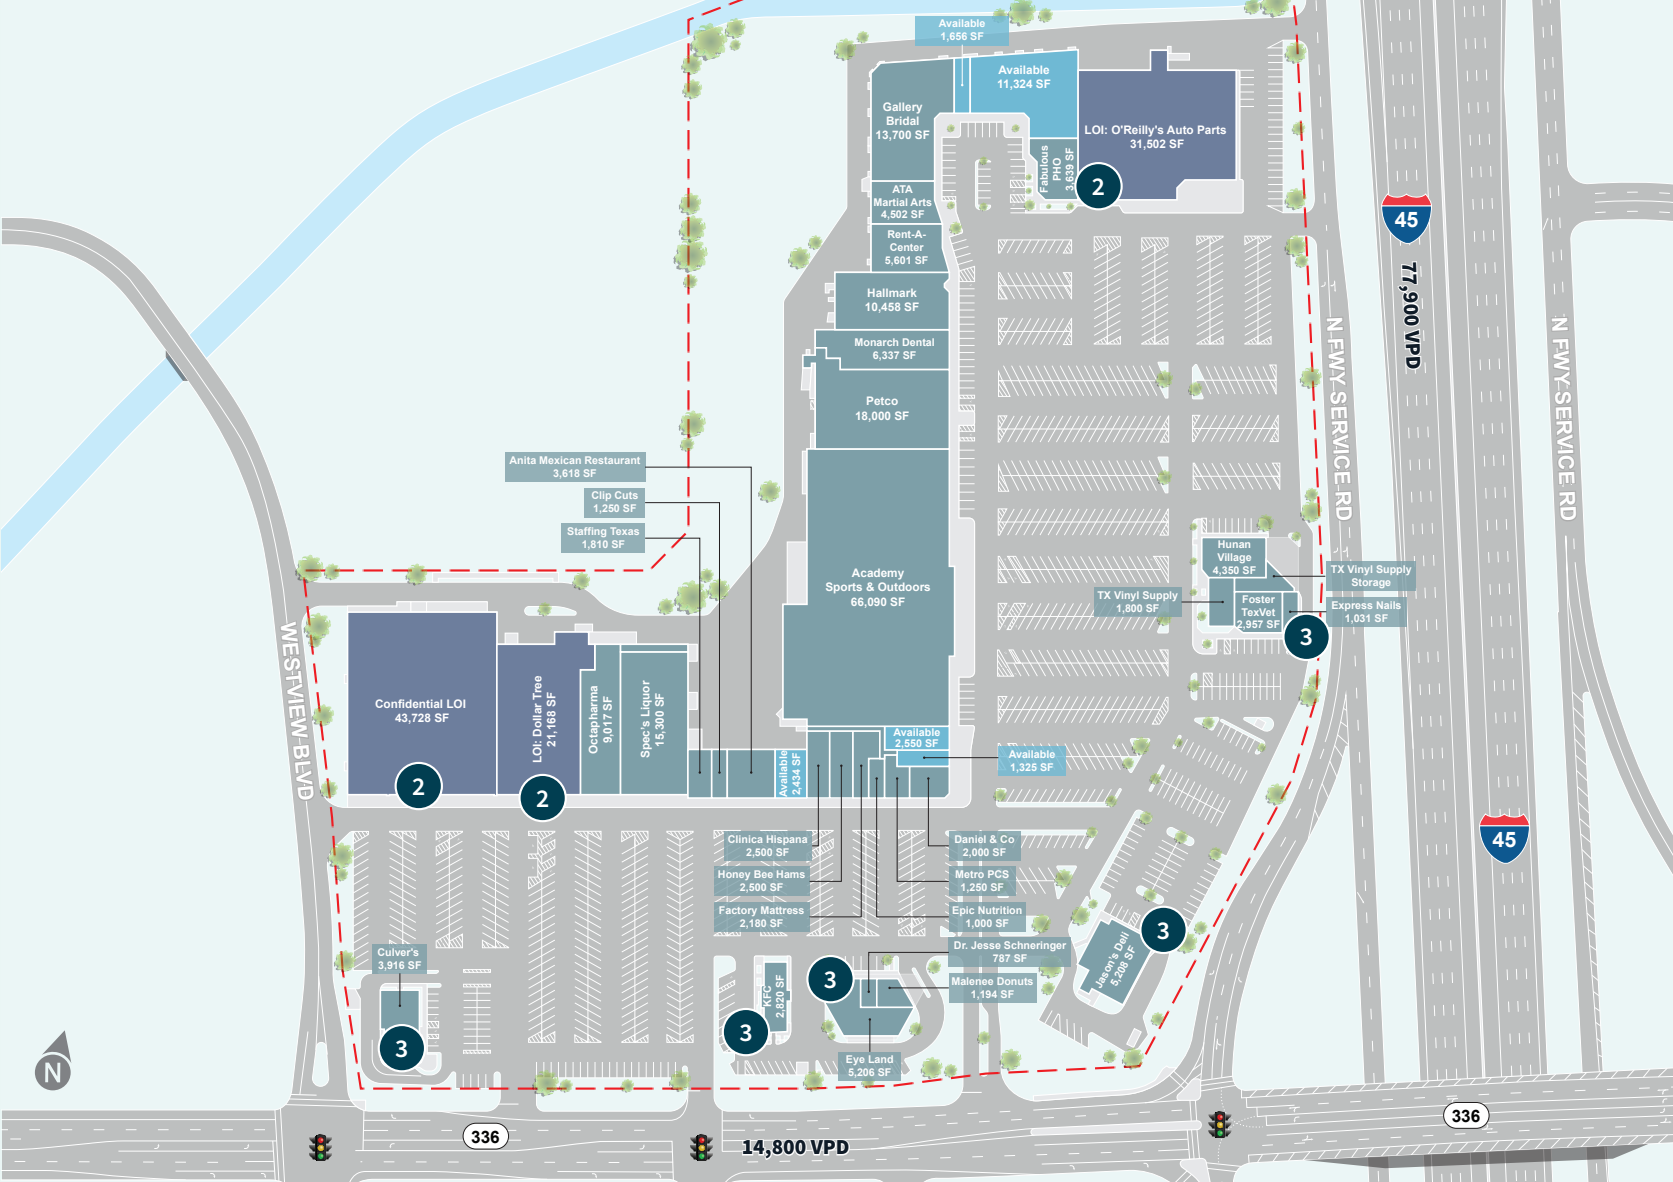 Available
1,656 SF
Available
11,324 SF
Gallery
Bridal
13,700 SF
LOI: O'Reilly's Auto Parts
31,502 SF
Fabulous
PHO
3,639 SF
2
ATA
Martial Arts
4,502 SF
Rent-A-
Center
5,601 SF
45
77,900 VPD
Hallmark
10,458 SF
Monarch Dental
6,337 SF
N FWY SERVICE RD
N FWY SERVICE RD
Petco
18,000 SF
Anita Mexican Restaurant
3,618 SF
Clip Cuts
1,250 SF
Staffing Texas
1,810 SF
Academy
Sports & Outdoors
66,090 SF
Hunan
Village
4,350 SF
TX Vinyl Supply
Storage
TX Vinyl Supply
1,800 SF
Foster
TexVet
2,957 SF
Express Nails
1,031 SF
3
WESTVIEW BLVD
Confidential LOI
43,728 SF
2
LOI: Dollar Tree
21,168 SF
2
Octapharma
9,017 SF
Spec's Liquor
15,300 SF
Available
2,434 SF
Available
2,550 SF
Available
1,325 SF
45
Clinica Hispana
2,500 SF
Honey Bee Hams
2,500 SF
Factory Mattress
2,180 SF
Daniel & Co
2,000 SF
Metro PCS
1,250 SF
Epic Nutrition
1,000 SF
Dr. Jesse Schneringer
787 SF
Malenee Donuts
1,194 SF
Jason's Deli
5,208 SF
3
Culver's
3,916 SF
3
KFC
2,820 SF
3
3
Eye Land
5,206 SF
N
336
14,800 VPD
336